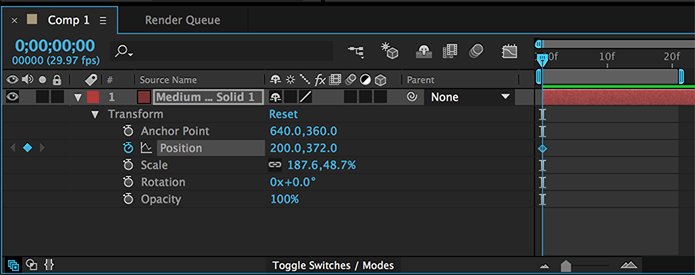 × Comp 1 ≡ Render Queue
0;00;00;00
00000 (29.97 fps)
:00f 10f 20f
# Source Name fx Parent
1 Medium ... Solid 1 None
Transform Reset
Anchor Point 640.0,360.0
Position 200.0,372.0
Scale 187.6,48.7%
Rotation 0x+0.0°
Opacity 100%
Toggle Switches / Modes